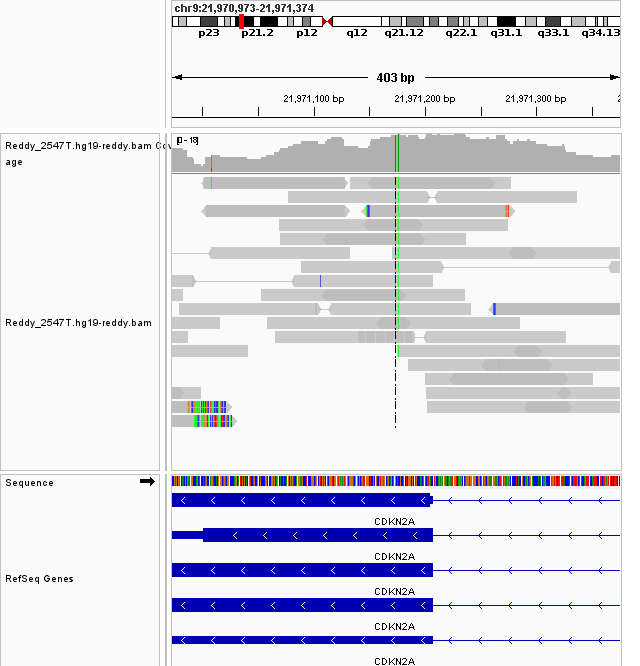 chr9:21,970,973-21,971,374
p23 p21.2 p12 q12 q21.12 q22.1 q31.1 q33.1 q34.13
403 bp
21,971,100 bp 21,971,200 bp 21,971,300 bp
Reddy_2547T.hg19-reddy.bam Cov
age
[0 - 18]
Reddy_2547T.hg19-reddy.bam
Sequence
CDKN2A
CDKN2A
RefSeq Genes
CDKN2A
CDKN2A
CDKN2A